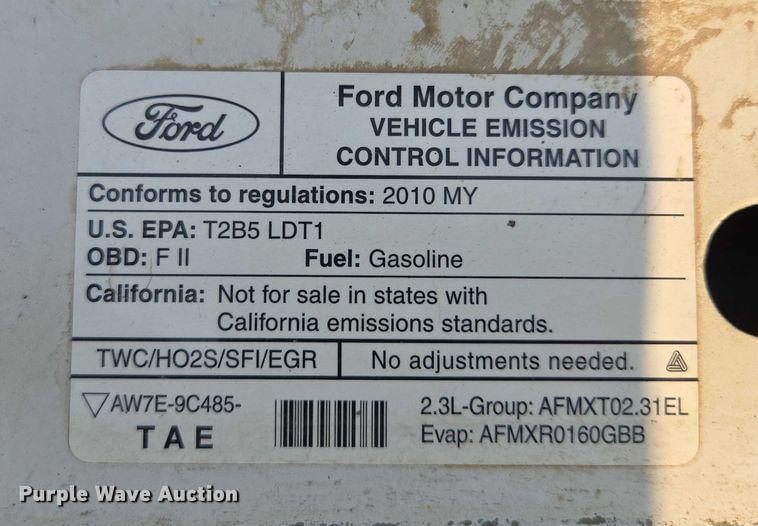 Ford
Ford Motor Company
VEHICLE EMISSION
CONTROL INFORMATION
Conforms to regulations: 2010 MY
U.S. EPA: T2B5 LDT1
OBD: F II Fuel: Gasoline
California: Not for sale in states with
California emissions standards.
TWC/HO2S/SFI/EGR No adjustments needed.
AW7E-9C485-
TAE
2.3L-Group: AFMXT02.31EL
Evap: AFMXR0160GBB
Purple Wave Auction